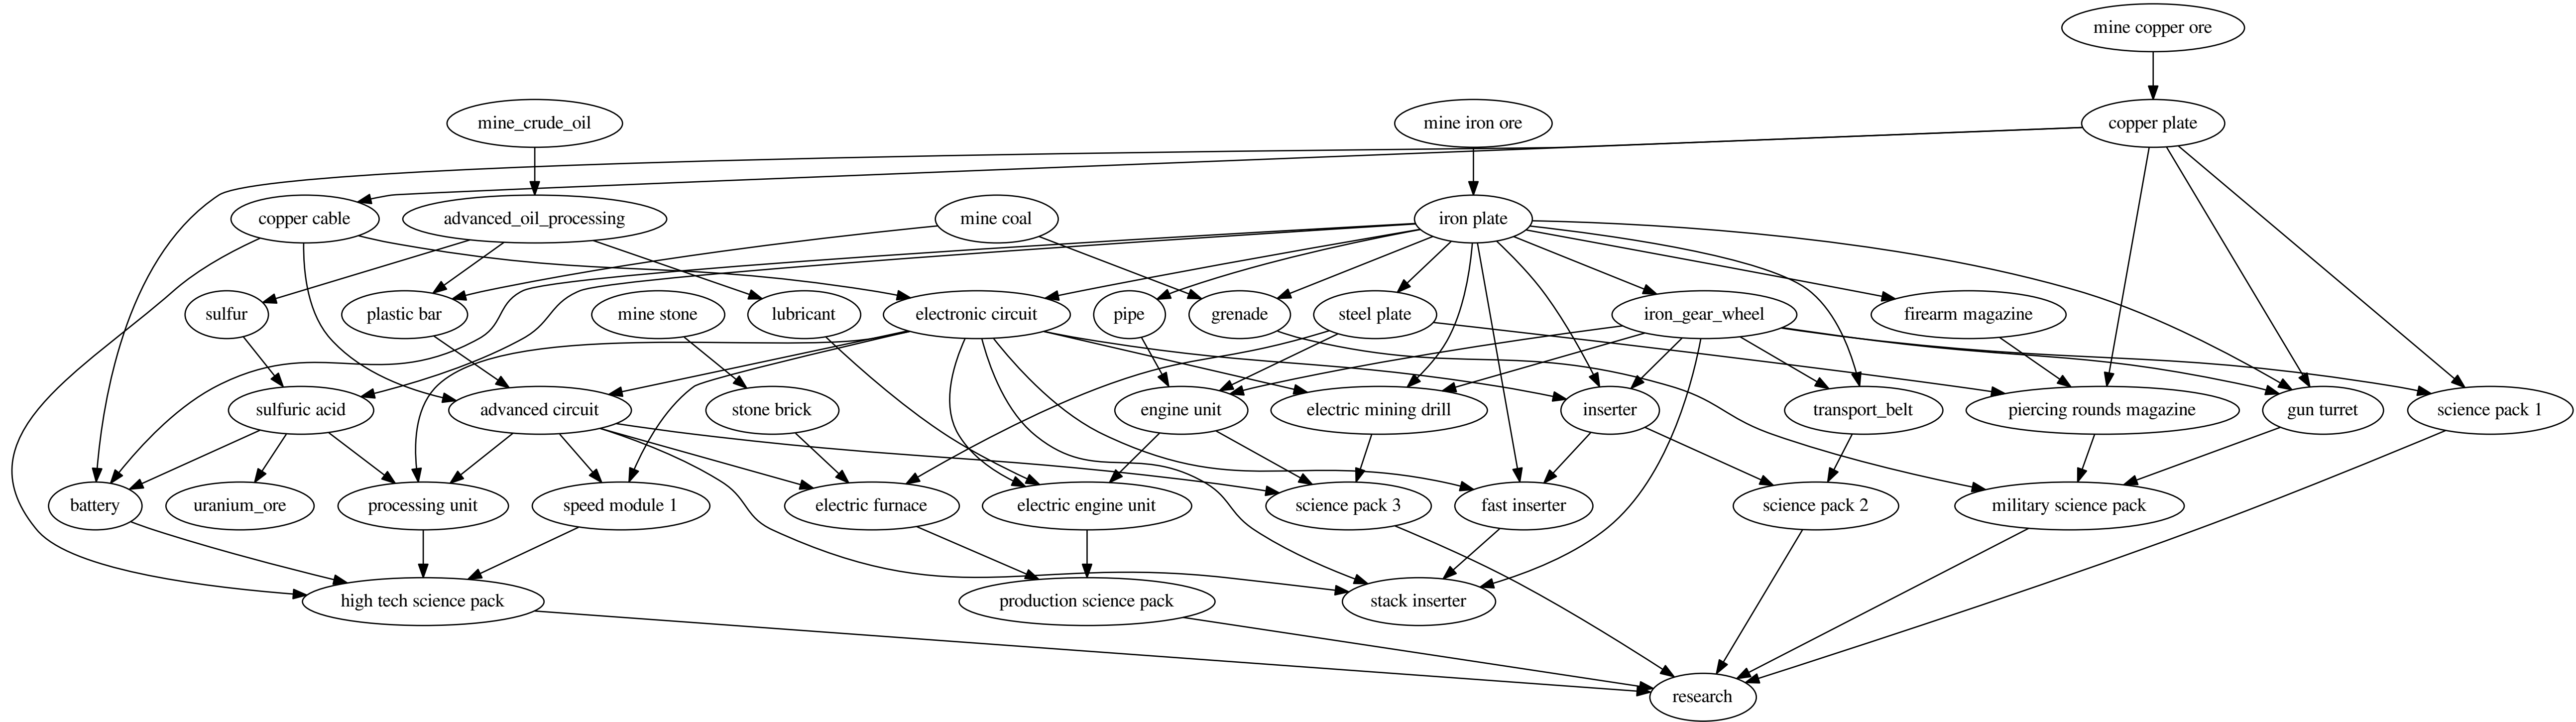 mine copper ore
mine_crude_oil
mine iron ore
copper plate
copper cable
advanced_oil_processing
mine coal
iron plate
sulfur
plastic bar
mine stone
lubricant
electronic circuit
pipe
grenade
steel plate
iron_gear_wheel
firearm magazine
sulfuric acid
advanced circuit
stone brick
engine unit
electric mining drill
inserter
transport_belt
piercing rounds magazine
gun turret
science pack 1
battery
uranium_ore
processing unit
speed module 1
electric furnace
electric engine unit
science pack 3
fast inserter
science pack 2
military science pack
high tech science pack
production science pack
stack inserter
research